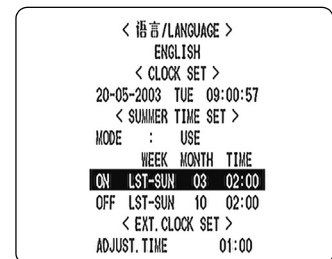 < 语言/LANGUAGE >
ENGLISH
< CLOCK SET >
20-05-2003 TUE 09:00:57
< SUMMER TIME SET >
MODE : USE
WEEK MONTH TIME
ON LST-SUN 03 02:00
OFF LST-SUN 10 02:00
< EXT.CLOCK SET >
ADJUST.TIME 01:00